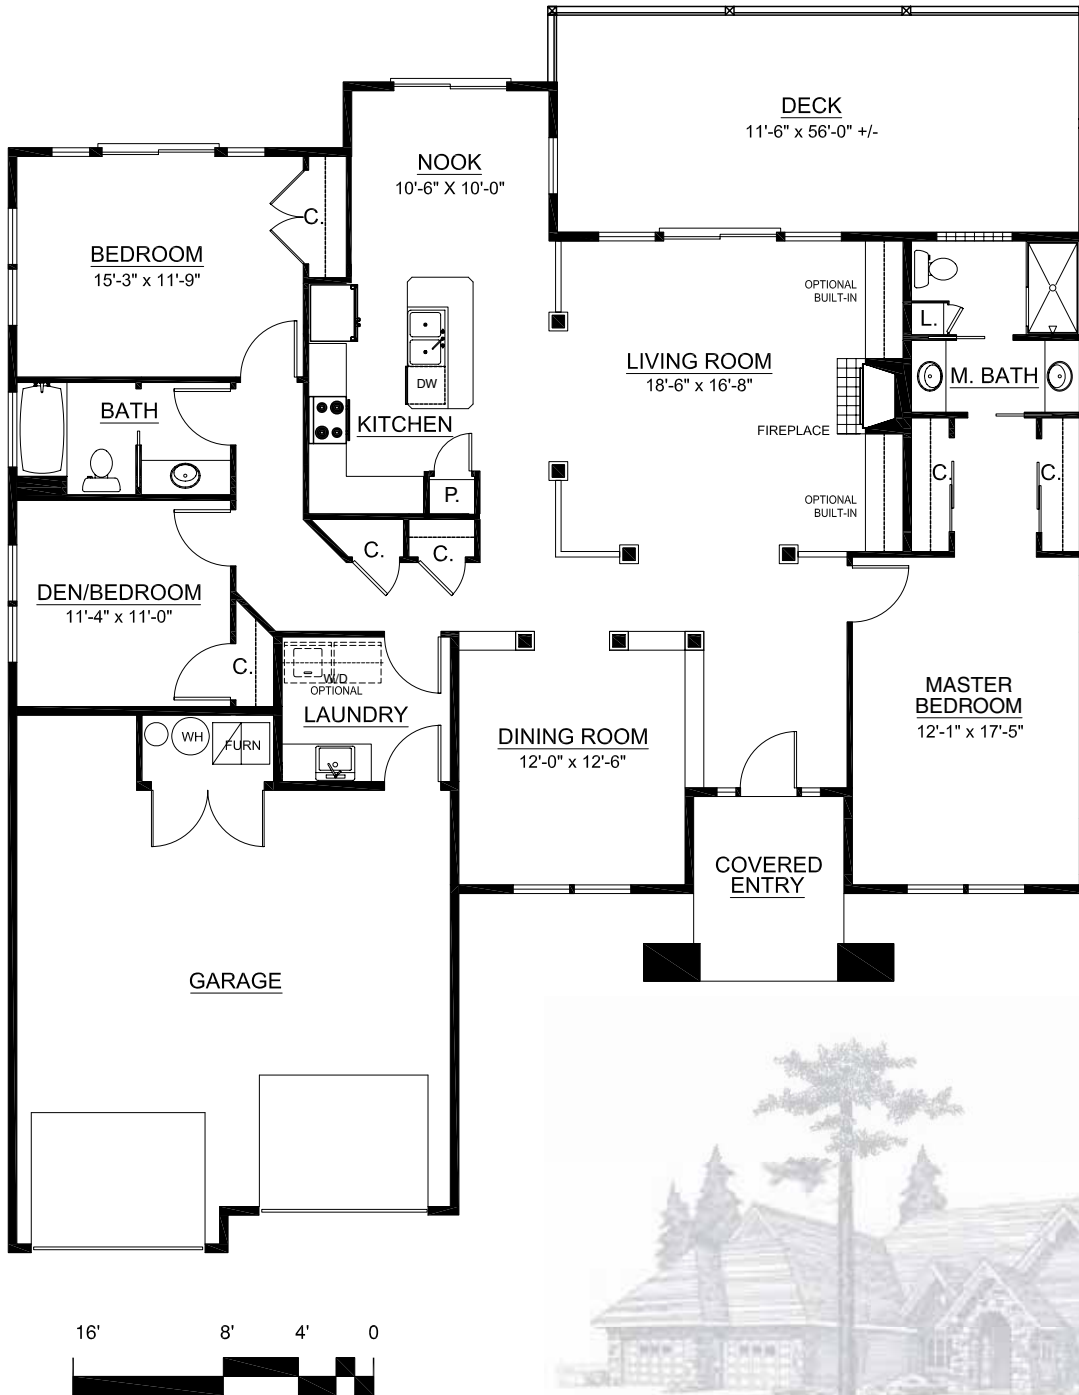 DECK
11'-6" x 56'-0" +/-
NOOK
10'-6" X 10'-0"
C.
BEDROOM
15'-3" x 11'-9"
OPTIONAL
BUILT-IN
L.
LIVING ROOM
18'-6" x 16'-8"
M. BATH
DW
BATH
KITCHEN
FIREPLACE
C.
C.
P.
OPTIONAL
BUILT-IN
C.
C.
DEN/BEDROOM
11'-4" x 11'-0"
C.
W/D
OPTIONAL
MASTER
BEDROOM
12'-1" x 17'-5"
LAUNDRY
WH
FURN
DINING ROOM
12'-0" x 12'-6"
COVERED
ENTRY
GARAGE
16' 8' 4' 0